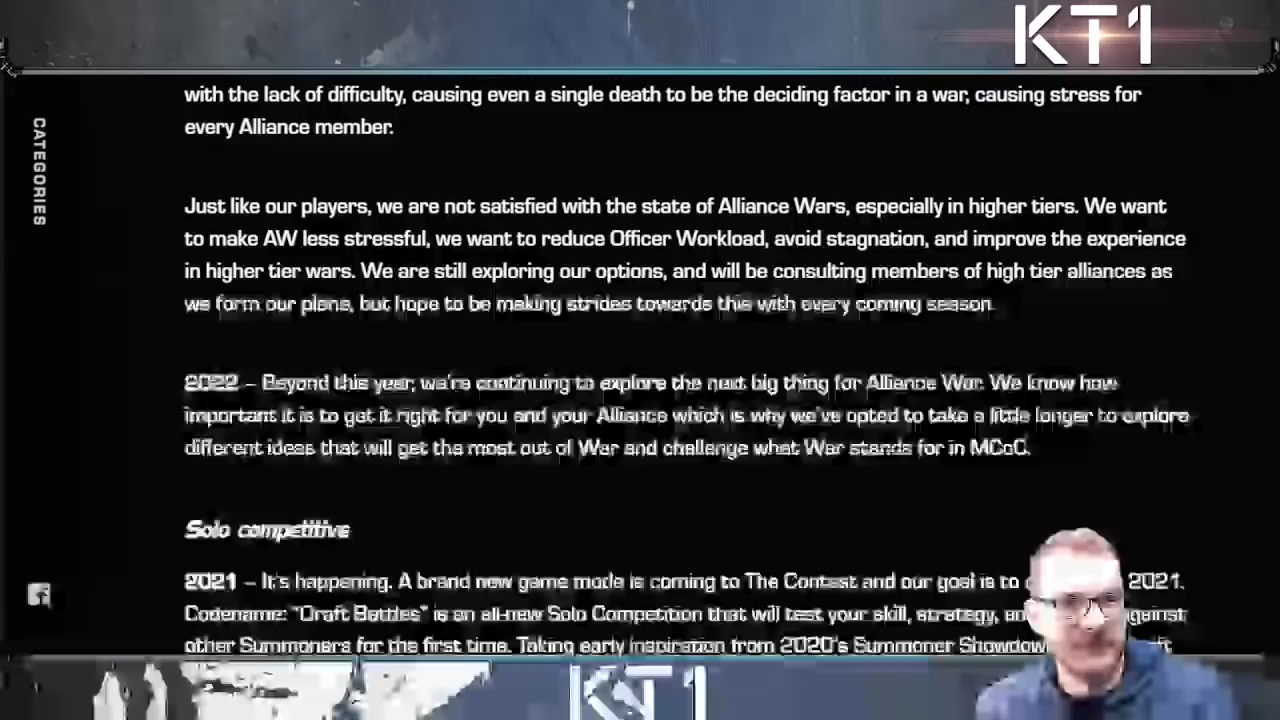 KT1
CATEGORIES
with the lack of difficulty, causing even a single death to be the deciding factor in a war, causing stress for
every Alliance member.
Just like our players, we are not satisfied with the state of Alliance Wars, especially in higher tiers. We want
to make AW less stressful, we want to reduce Officer Workload, avoid stagnation, and improve the experience
in higher tier wars. We are still exploring our options, and will be consulting members of high tier alliances as
we form our plans, but hope to be making strides towards this with every coming season.
2022 – Beyond this year, we're continuing to explore the next big thing for Alliance War. We know how
important it is to get it right for you and your Alliance which is why we've opted to take a little longer to explore
different ideas that will get the most out of War and challenge what War stands for in MCoC.
Solo competitive
2021 – It's happening. A brand new game mode is coming to The Contest and our goal is to 2021.
Codename: "Draft Battles" is an all-new Solo Competition that will test your skill, strategy,
other Summoners for the first time. Taking early inspiration from 2020's Summoner
KT1